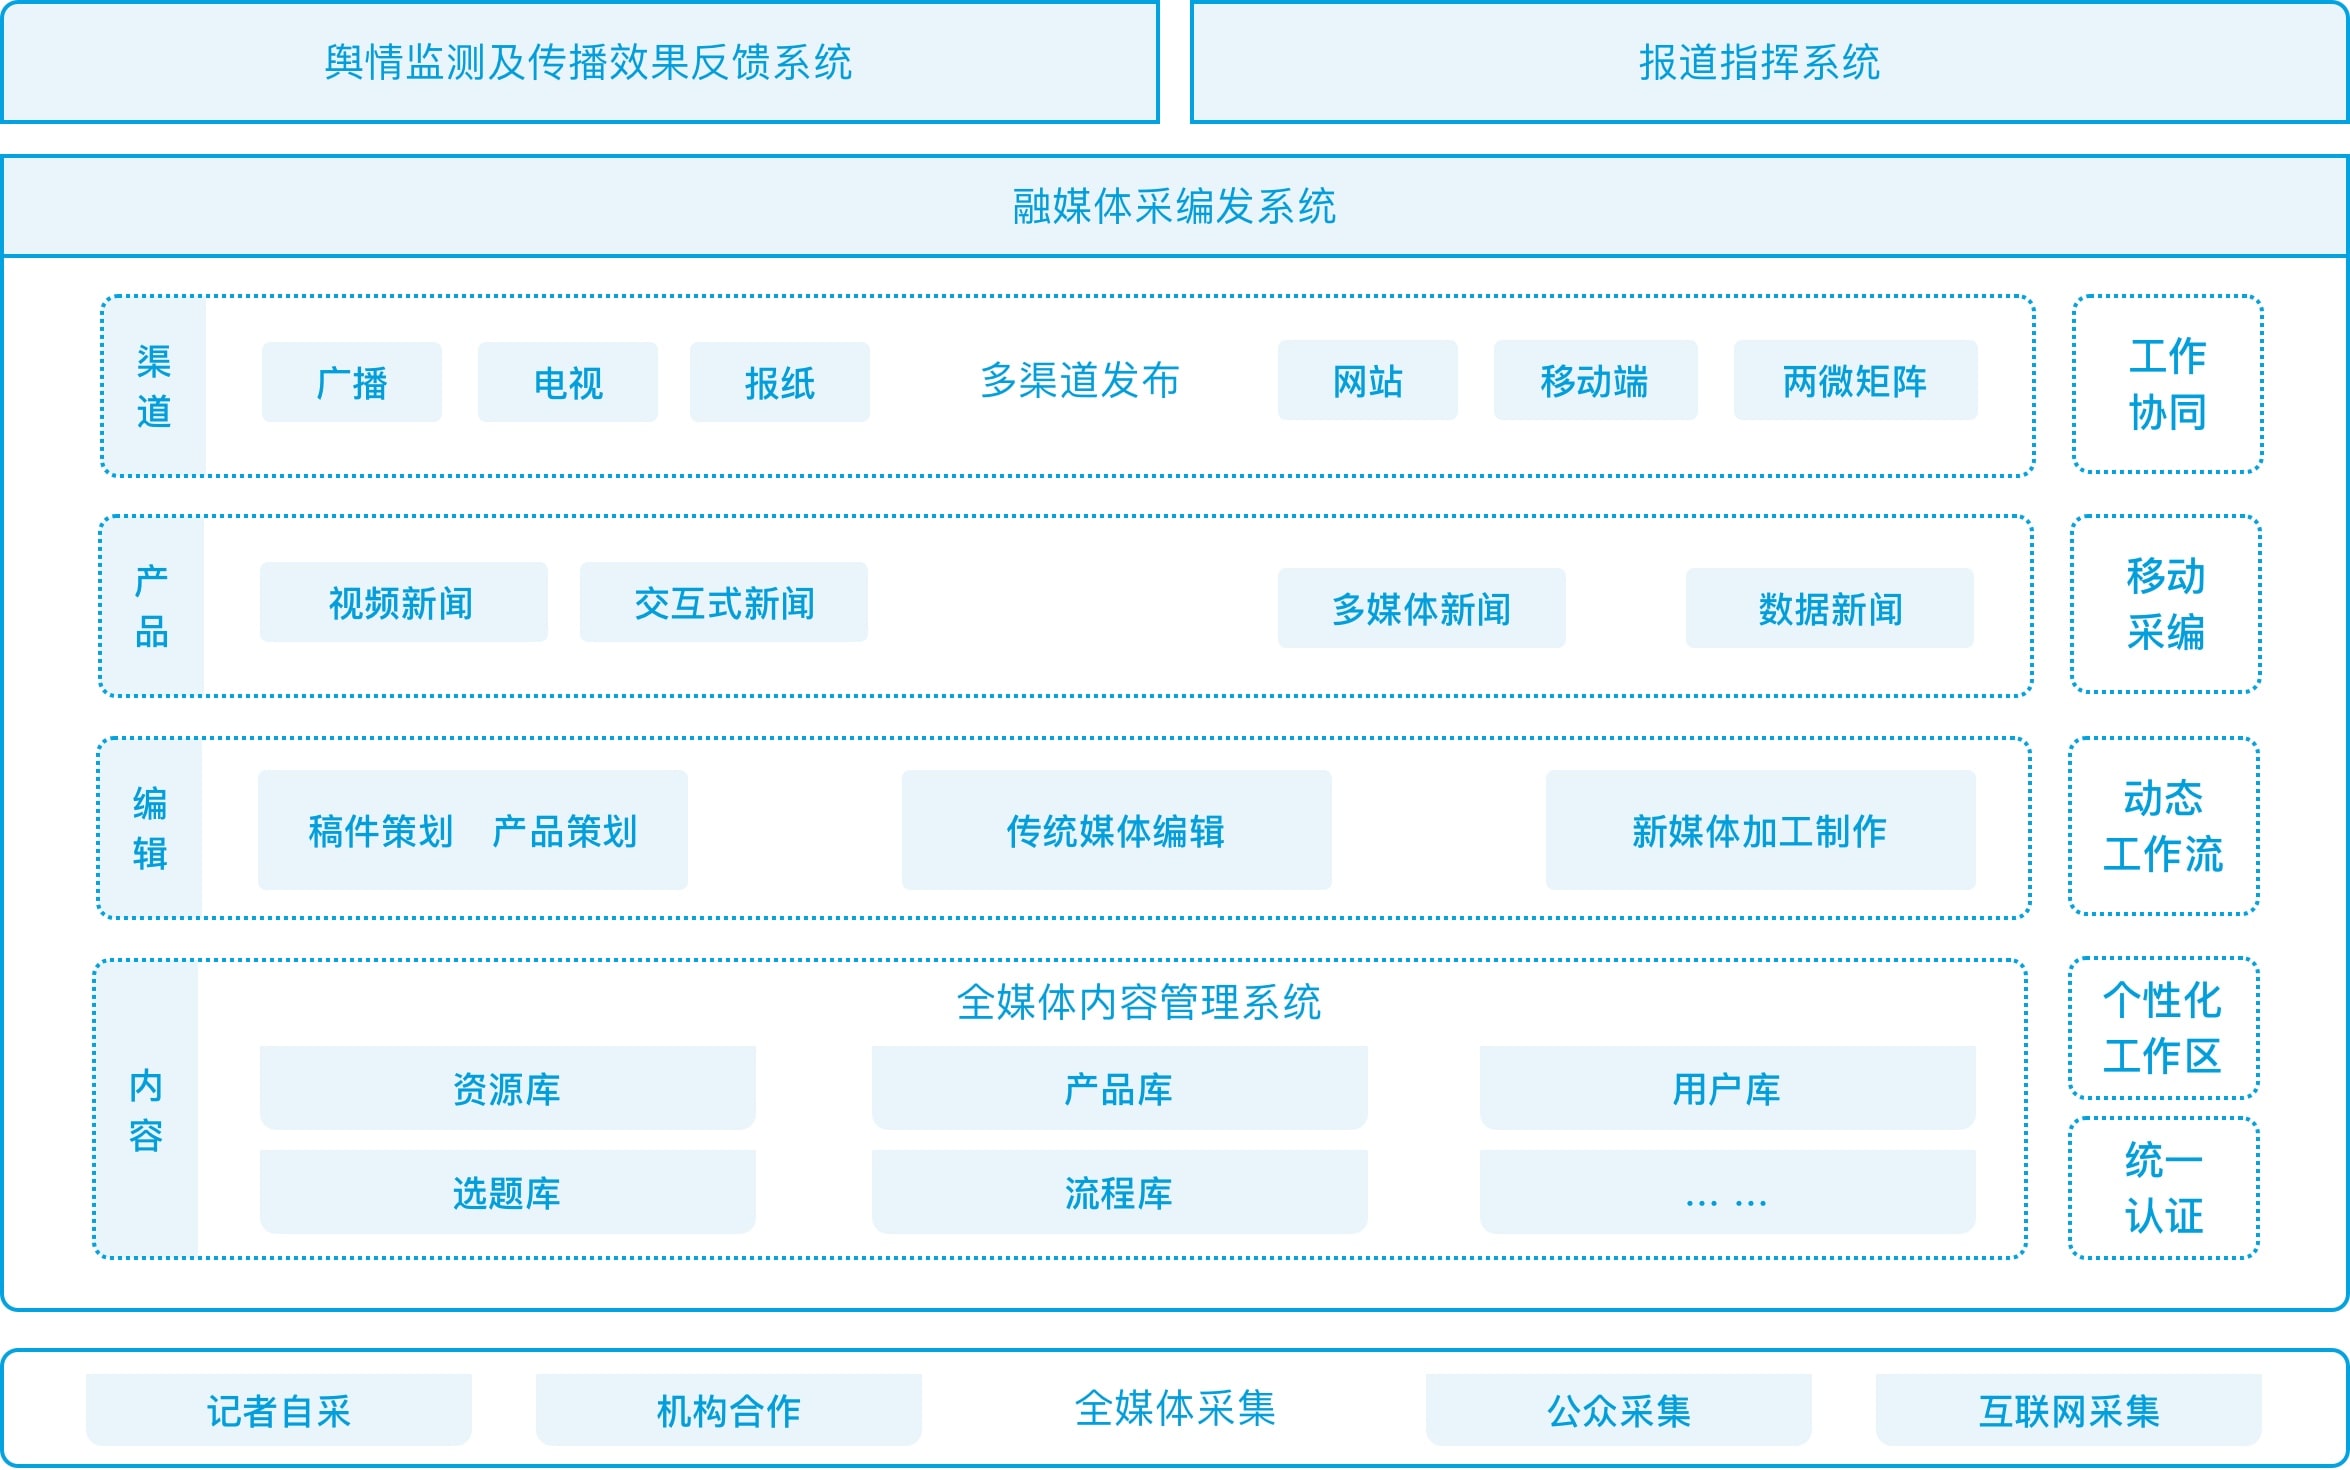 舆情监测及传播效果反馈系统
报道指挥系统
融媒体采编发系统
渠
道
广播
电视
报纸
多渠道发布
网站
移动端
两微矩阵
工作
协同
产
品
视频新闻
交互式新闻
多媒体新闻
数据新闻
移动
采编
编
辑
稿件策划 产品策划
传统媒体编辑
新媒体加工制作
动态
工作流
内
容
全媒体内容管理系统
资源库
产品库
用户库
选题库
流程库
... ...
个性化
工作区
统一
认证
记者自采
机构合作
全媒体采集
公众采集
互联网采集